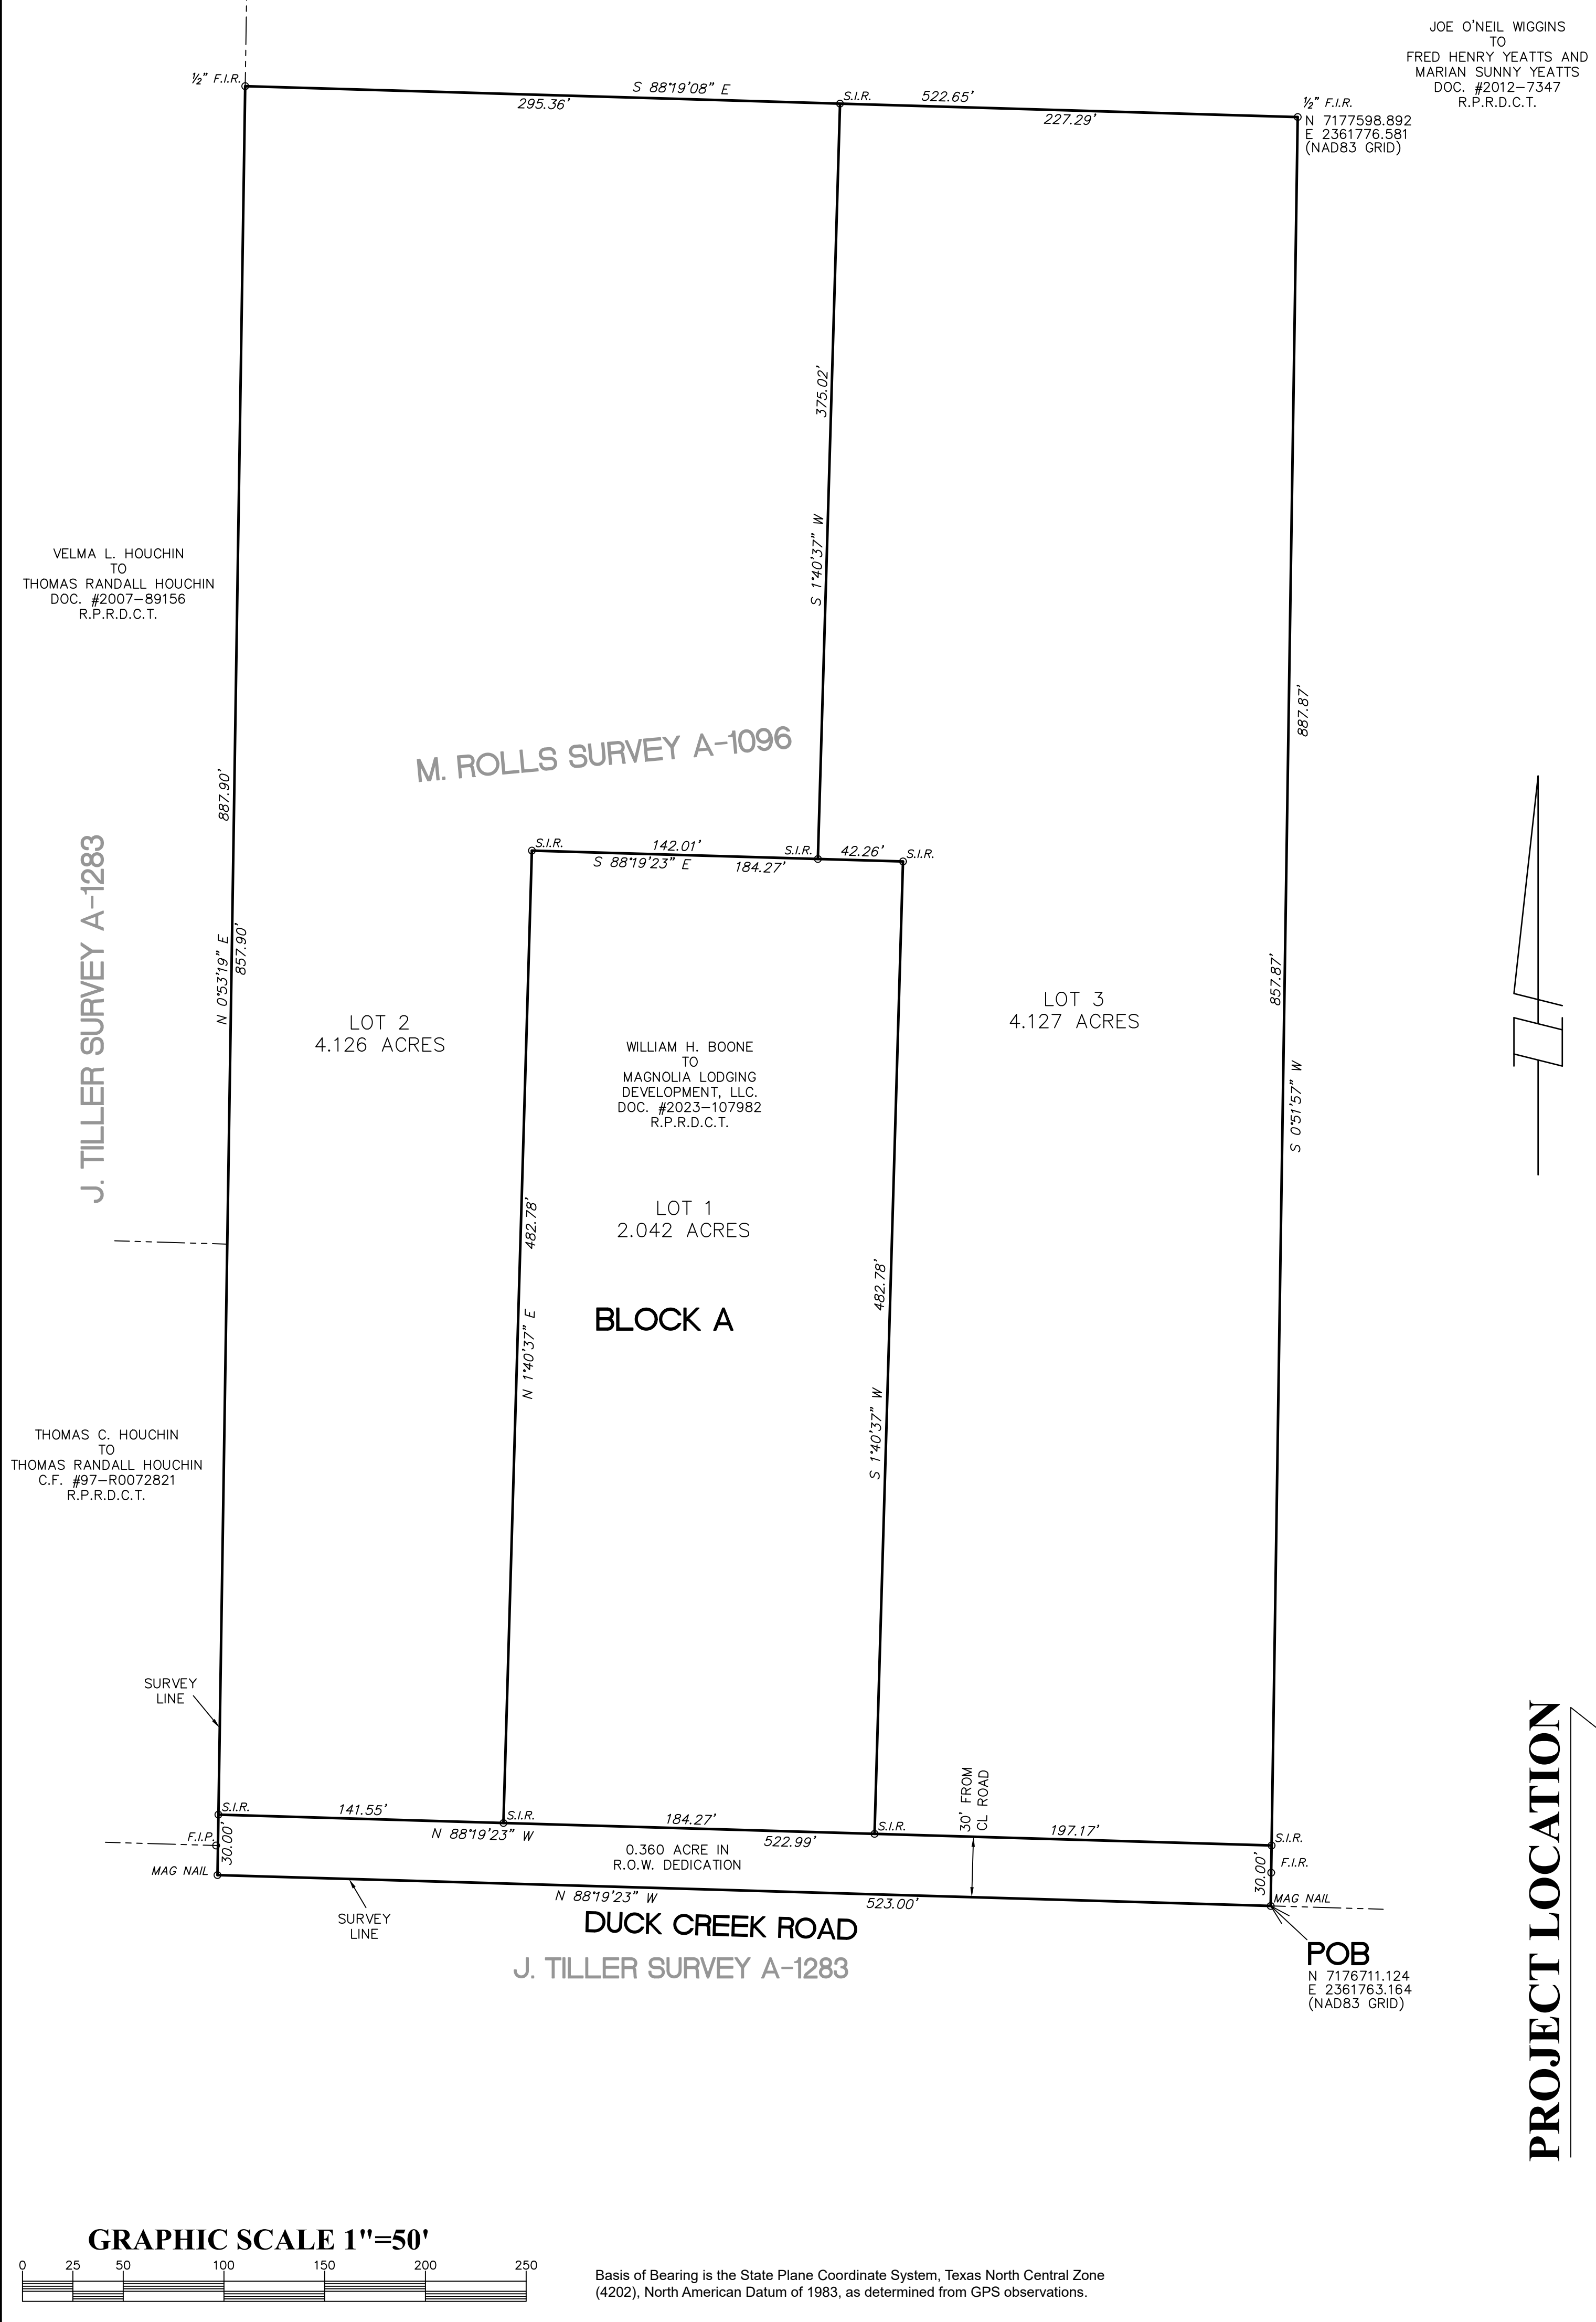 JOE O'NEIL WIGGINS
TO
FRED HENRY YEATTS AND
MARIAN SUNNY YEATTS
DOC. #2012-7347
R.P.R.D.C.T.
½" F.I.R.
S 88°19'08" E
295.36'
S.I.R.
522.65'
227.29'
½" F.I.R.
N 7177598.892
E 2361776.581
(NAD83 GRID)
375.02'
S 1°40'37" W
VELMA L. HOUCHIN
TO
THOMAS RANDALL HOUCHIN
DOC. #2007-89156
R.P.R.D.C.T.
887.87'
M. ROLLS SURVEY A-1096
887.90'
J. TILLER SURVEY A-1283
S.I.R.
142.01'
S.I.R.
42.26'
S.I.R.
S 88°19'23" E
184.27'
N 0°53'19" E
857.90'
857.87'
LOT 2
4.126 ACRES
LOT 3
4.127 ACRES
WILLIAM H. BOONE
TO
MAGNOLIA LODGING
DEVELOPMENT, LLC.
DOC. #2023-107982
R.P.R.D.C.T.
S 0°51'57" W
LOT 1
2.042 ACRES
482.78'
482.78'
BLOCK A
N 1°40'37" E
S 1°40'37" W
THOMAS C. HOUCHIN
TO
THOMAS RANDALL HOUCHIN
C.F. #97-R0072821
R.P.R.D.C.T.
SURVEY
LINE
S.I.R.
141.55'
S.I.R.
184.27'
S.I.R.
30' FROM
CL ROAD
197.17'
S.I.R.
F.I.P.
30.00'
N 88°19'23" W
522.99'
0.360 ACRE IN
R.O.W. DEDICATION
30.00'
F.I.R.
MAG NAIL
MAG NAIL
N 88°19'23" W
523.00'
SURVEY
LINE
DUCK CREEK ROAD
J. TILLER SURVEY A-1283
POB
N 7176711.124
E 2361763.164
(NAD83 GRID)
PROJECT LOCATION
GRAPHIC SCALE 1"=50'
0 25 50 100 150 200 250
Basis of Bearing is the State Plane Coordinate System, Texas North Central Zone
(4202), North American Datum of 1983, as determined from GPS observations.